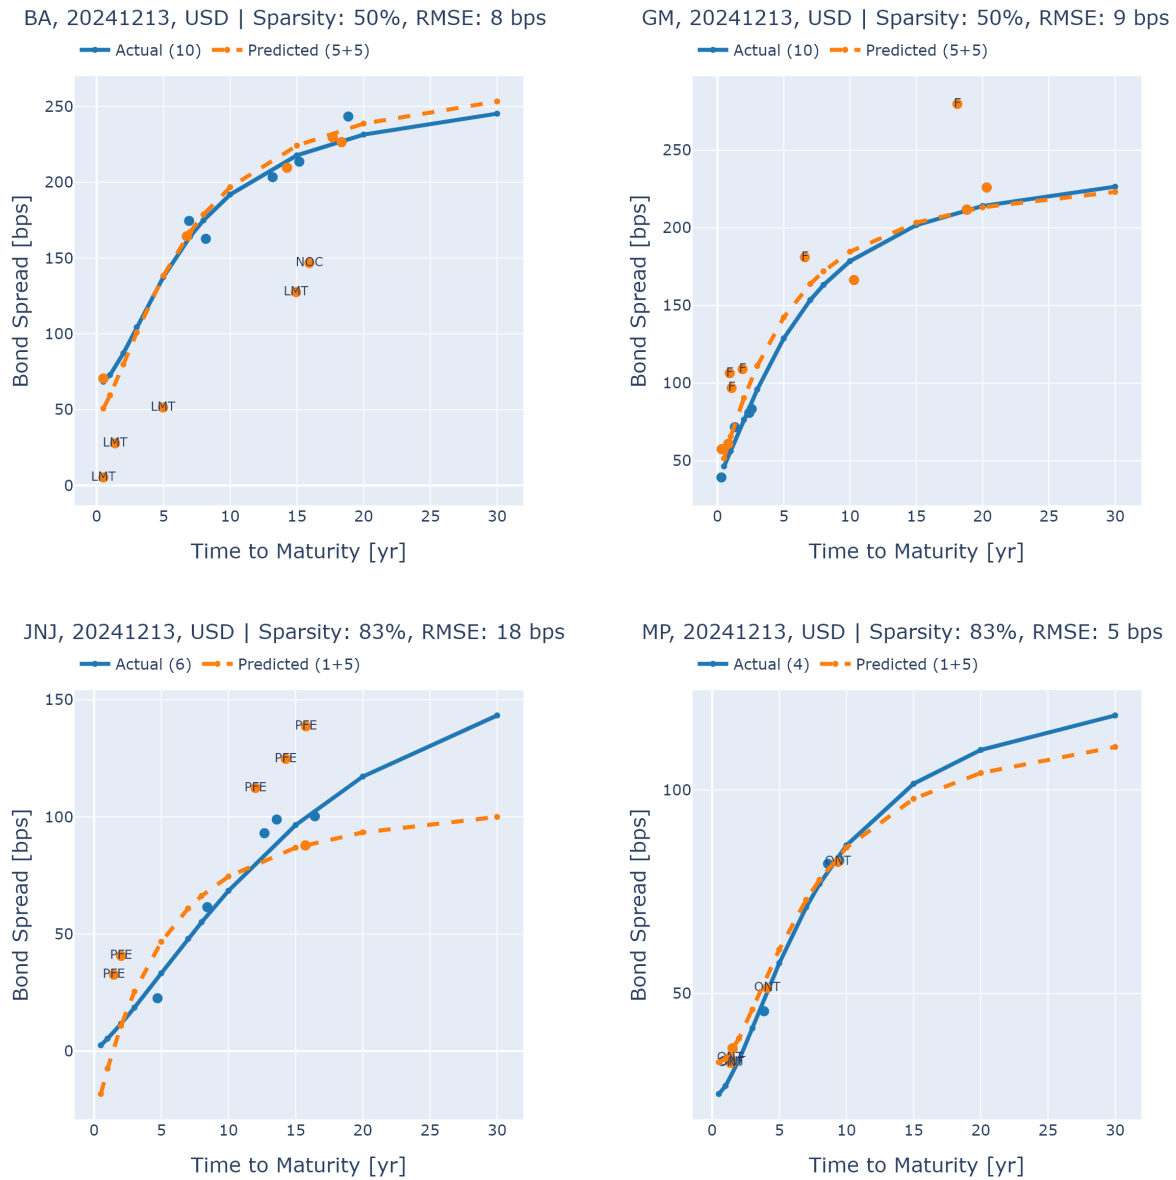 BA, 20241213, USD | Sparsity: 50%, RMSE: 8 bps
Actual (10) Predicted (5+5)
250
200
150
100
50
0
Bond Spread [bps]
NOC
LMT
LMT
LMT
LMT
0 5 10 15 20 25 30
Time to Maturity [yr]
GM, 20241213, USD | Sparsity: 50%, RMSE: 9 bps
Actual (10) Predicted (5+5)
250
200
150
100
50
Bond Spread [bps]
F
F
F
F
F
0 5 10 15 20 25 30
Time to Maturity [yr]
JNJ, 20241213, USD | Sparsity: 83%, RMSE: 18 bps
Actual (6) Predicted (1+5)
150
100
50
0
Bond Spread [bps]
PFE
PFE
PFE
PFE
PFE
0 5 10 15 20 25 30
Time to Maturity [yr]
MP, 20241213, USD | Sparsity: 83%, RMSE: 5 bps
Actual (4) Predicted (1+5)
100
50
Bond Spread [bps]
ONT
ONT
ONT
0 5 10 15 20 25 30
Time to Maturity [yr]